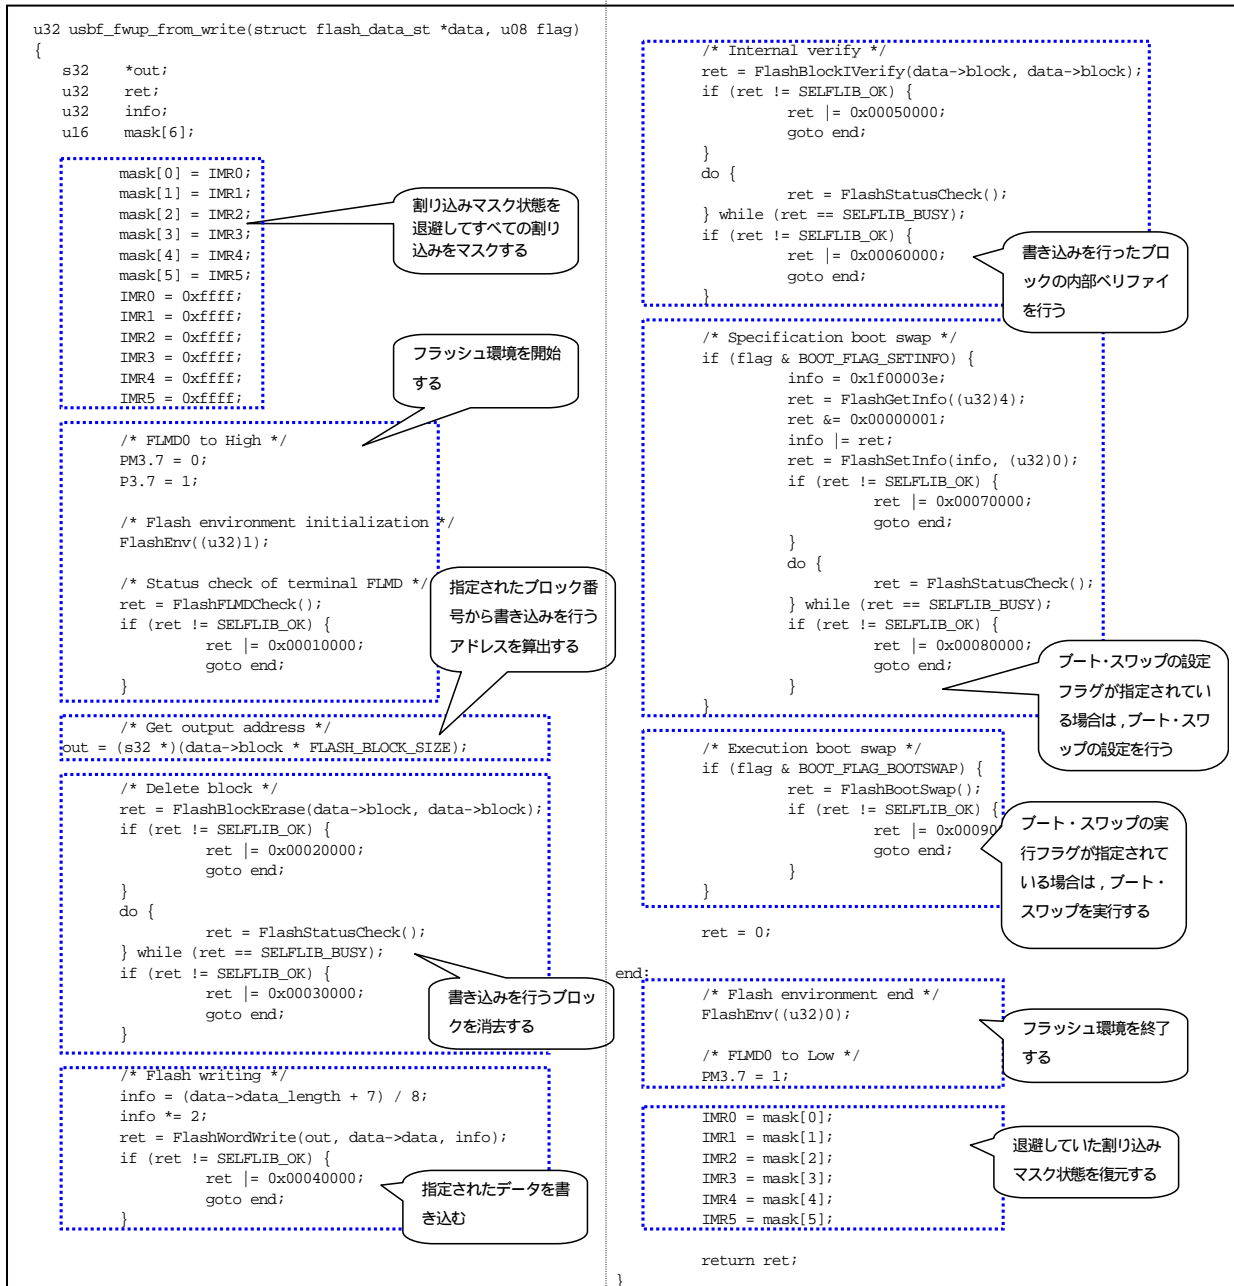 u32 usbf_fwup_from_write(struct flash_data_st *data, u08 flag)
{
s32 *out;
u32 ret;
u32 info;
u16 mask[6];
mask[0] = IMR0;
mask[1] = IMR1;
mask[2] = IMR2;
mask[3] = IMR3;
mask[4] = IMR4;
mask[5] = IMR5;
IMR0 = 0xffff;
IMR1 = 0xffff;
IMR2 = 0xffff;
IMR3 = 0xffff;
IMR4 = 0xffff;
IMR5 = 0xffff;
割り込みマスク状態を
退避してすべての割り
込みをマスクする
/* FLMD0 to High */
PM3.7 = 0;
P3.7 = 1;
/* Flash environment initialization */
FlashEnv((u32)1);
/* Status check of terminal FLMD */
ret = FlashFLMDCheck();
if (ret != SELFLIB_OK) {
ret |= 0x00010000;
goto end;
}
フラッシュ環境を開始
する
/* Get output address */
out = (s32 *)(data->block * FLASH_BLOCK_SIZE);
指定されたブロック番
号から書き込みを行う
アドレスを算出する
/* Delete block */
ret = FlashBlockErase(data->block, data->block);
if (ret != SELFLIB_OK) {
ret |= 0x00020000;
goto end;
}
do {
ret = FlashStatusCheck();
} while (ret == SELFLIB_BUSY);
if (ret != SELFLIB_OK) {
ret |= 0x00030000;
goto end;
}
書き込みを行うブロッ
クを消去する
/* Flash writing */
info = (data->data_length + 7) / 8;
info *= 2;
ret = FlashWordWrite(out, data->data, info);
if (ret != SELFLIB_OK) {
ret |= 0x00040000;
goto end;
}
指定されたデータを書
き込む
/* Internal verify */
ret = FlashBlockIVerify(data->block, data->block);
if (ret != SELFLIB_OK) {
ret |= 0x00050000;
goto end;
}
do {
ret = FlashStatusCheck();
} while (ret == SELFLIB_BUSY);
if (ret != SELFLIB_OK) {
ret |= 0x00060000;
goto end;
}
書き込みを行ったブロ
ックの内部ベリファイ
を行う
/* Specification boot swap */
if (flag & BOOT_FLAG_SETINFO) {
info = 0x1f00003e;
ret = FlashGetInfo((u32)4);
ret &= 0x00000001;
info |= ret;
ret = FlashSetInfo(info, (u32)0);
if (ret != SELFLIB_OK) {
ret |= 0x00070000;
goto end;
}
do {
ret = FlashStatusCheck();
} while (ret == SELFLIB_BUSY);
if (ret != SELFLIB_OK) {
ret |= 0x00080000;
goto end;
}
}
ブート・スワップの設定
フラグが指定されてい
る場合は，ブート・スワ
ップの設定を行う
/* Execution boot swap */
if (flag & BOOT_FLAG_BOOTSWAP) {
ret = FlashBootSwap();
if (ret != SELFLIB_OK) {
ret |= 0x00090
goto end;
}
}
ブート・スワップの実
行フラグが指定されて
いる場合は，ブート・
スワップを実行する
ret = 0;
end:
/* Flash environment end */
FlashEnv((u32)0);
/* FLMD0 to Low */
PM3.7 = 1;
フラッシュ環境を終了
する
IMR0 = mask[0];
IMR1 = mask[1];
IMR2 = mask[2];
IMR3 = mask[3];
IMR4 = mask[4];
IMR5 = mask[5];
退避していた割り込み
マスク状態を復元する
return ret;
}